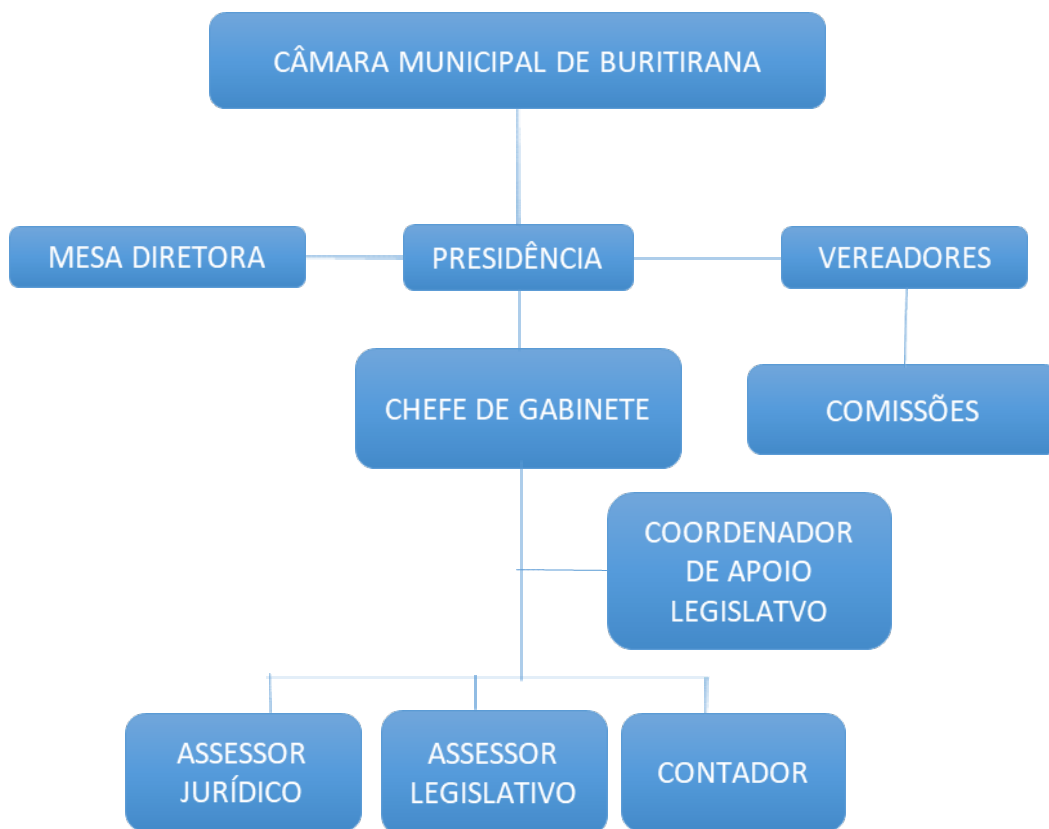 CÂMARA MUNICIPAL DE BURITIRANA
MESA DIRETORA
PRESIDÊNCIA
VEREADORES
CHEFE DE GABINETE
COMISSÕES
COORDENADOR
DE APOIO
LEGISLATVO
ASSESSOR
JURÍDICO
ASSESSOR
LEGISLATIVO
CONTADOR